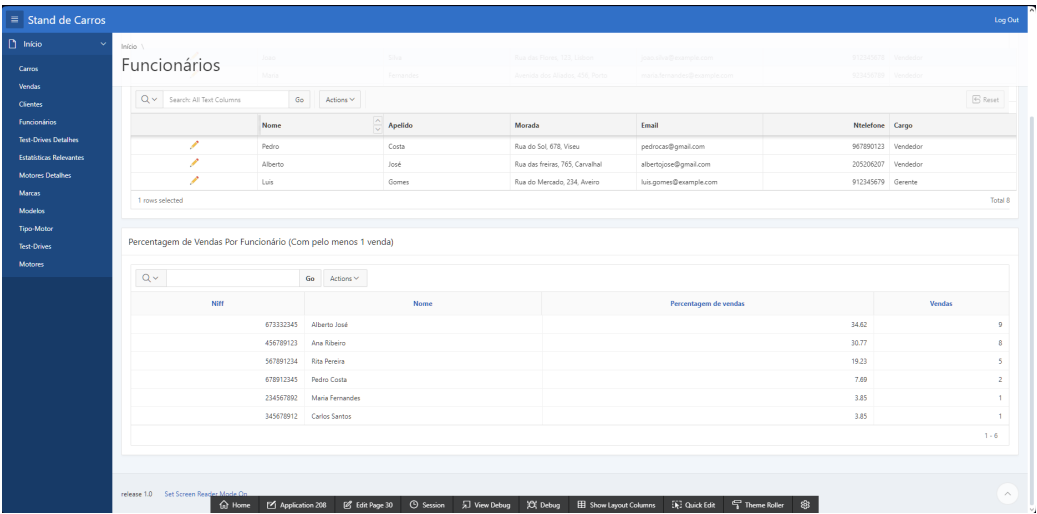 Stand de Carros
Log Out
Início
Início \
Funcionários
Carros
Vendas
Clientes
Funcionários
Test-Drives Detalhes
Estatísticas Relevantes
Motores Detalhes
Marcas
Modelos
Tipo-Motor
Test-Drives
Motores
Search: All Text Columns Go Actions Reset
Nome Apelido Morada Email Ntelefone Cargo
Pedro Costa Rua do Sol, 678, Viseu pedrocas@gmail.com 967890123 Vendedor
Alberto José Rua das freiras, 765, Carvalhal albertojose@gmail.com 205206207 Vendedor
Luis Gomes Rua do Mercado, 234, Aveiro luis.gomes@example.com 912345679 Gerente
1 rows selected Total 8
Percentagem de Vendas Por Funcionário (Com pelo menos 1 venda)
Go Actions
Niff Nome Percentagem de vendas Vendas
673332345 Alberto José 34.62 9
456789123 Ana Ribeiro 30.77 8
567891234 Rita Pereira 19.23 5
678912345 Pedro Costa 7.69 2
234567892 Maria Fernandes 3.85 1
345678912 Carlos Santos 3.85 1
1 - 6
release 1.0 Set Screen Reader Mode On
Home Application 208 Edit Page 30 Session View Debug Debug Show Layout Columns Quick Edit Theme Roller